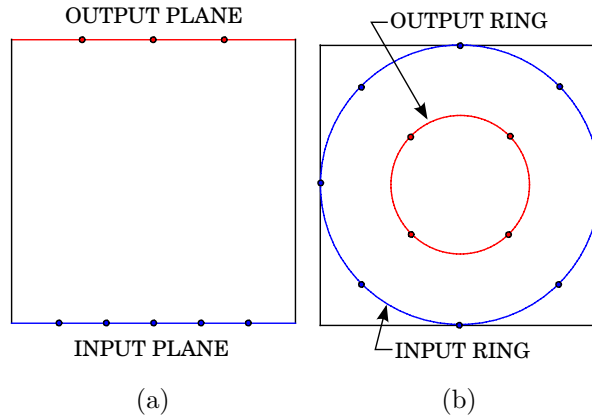 OUTPUT PLANE
INPUT PLANE
(a)
OUTPUT RING
INPUT RING
(b)